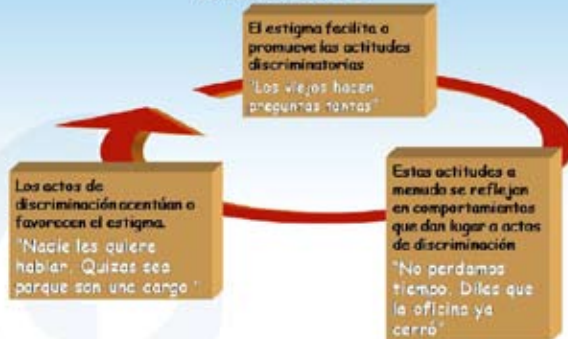 El estigma facilita o
promueve las actitudes
discriminatorias
"Los viejos hacen
preguntas tontas"
Estas actitudes a
menudo se reflejan
en comportamientos
que dan lugar a actos
de discriminación
"No perdamos
tiempo. Diles que
la oficina ya
cerró"
Los actos de
discriminación acentúan o
favorecen el estigma.
"Nadie les quiere
hablar. Quizas sea
porque son una carga"